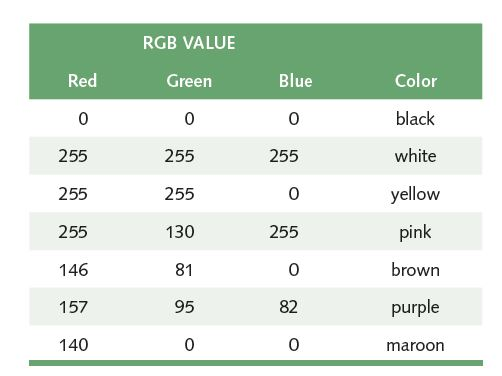 RGB VALUE
Red Green Blue Color
0 0 0 black
255 255 255 white
255 255 0 yellow
255 130 255 pink
146 81 0 brown
157 95 82 purple
140 0 0 maroon